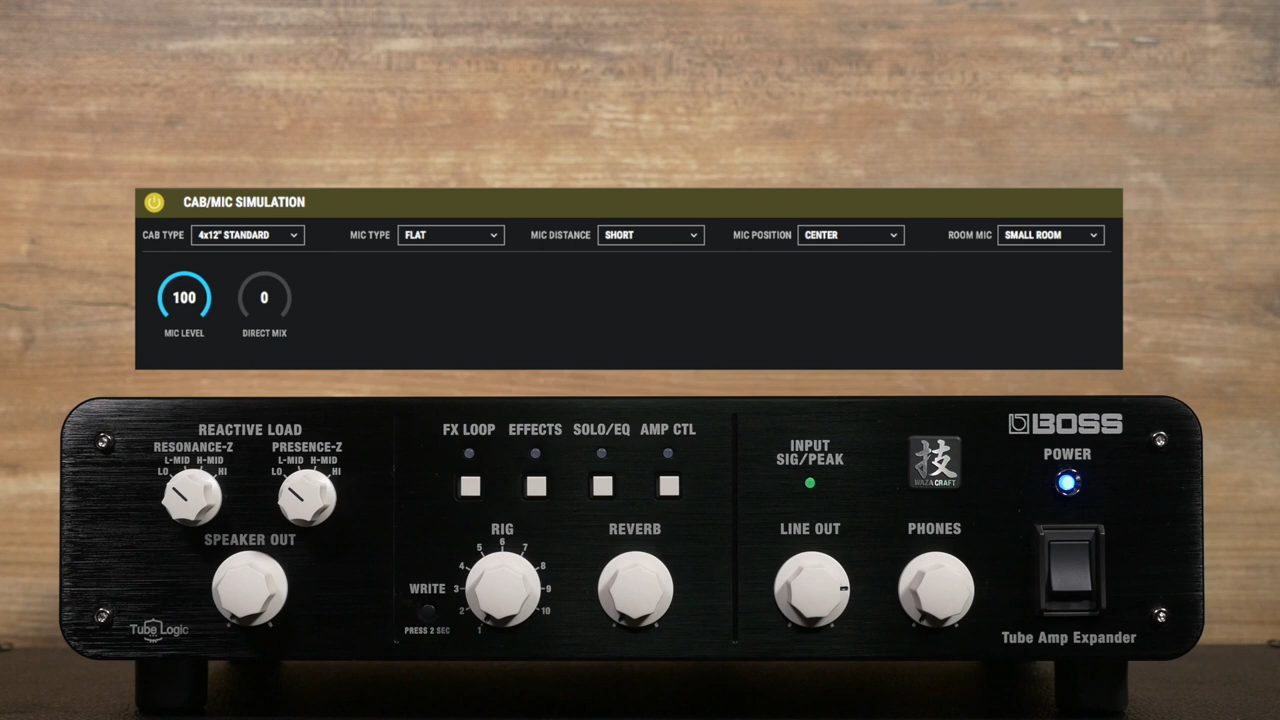 CAB/MIC SIMULATION
CAB TYPE 4x12" STANDARD MIC TYPE FLAT MIC DISTANCE SHORT MIC POSITION CENTER ROOM MIC SMALL ROOM
100 0
MIC LEVEL DIRECT MIX
REACTIVE LOAD
RESONANCE-Z PRESENCE-Z
L-MID H-MID L-MID H-MID
LO HI LO HI
SPEAKER OUT
Tube Logic
FX LOOP EFFECTS SOLO/EQ AMP CTL
RIG REVERB
1 2 3 4 5 6 7 8 9 10
WRITE
PRESS 2 SEC
INPUT
SIG/PEAK
技
WAZA CRAFT
LINE OUT PHONES
BOSS
POWER
Tube Amp Expander